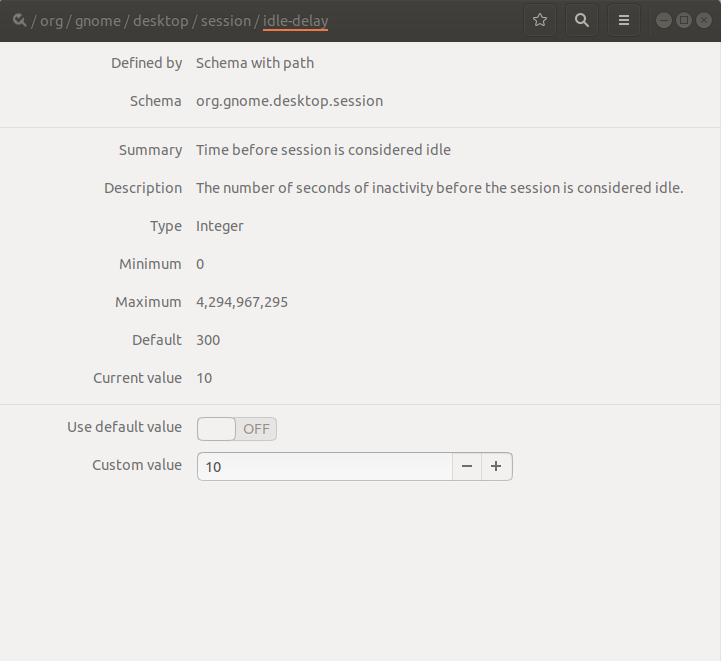 / org / gnome / desktop / session / idle-delay
Defined by Schema with path
Schema org.gnome.desktop.session
Summary Time before session is considered idle
Description The number of seconds of inactivity before the session is considered idle.
Type Integer
Minimum 0
Maximum 4,294,967,295
Default 300
Current value 10
Use default value OFF
Custom value 10 − +